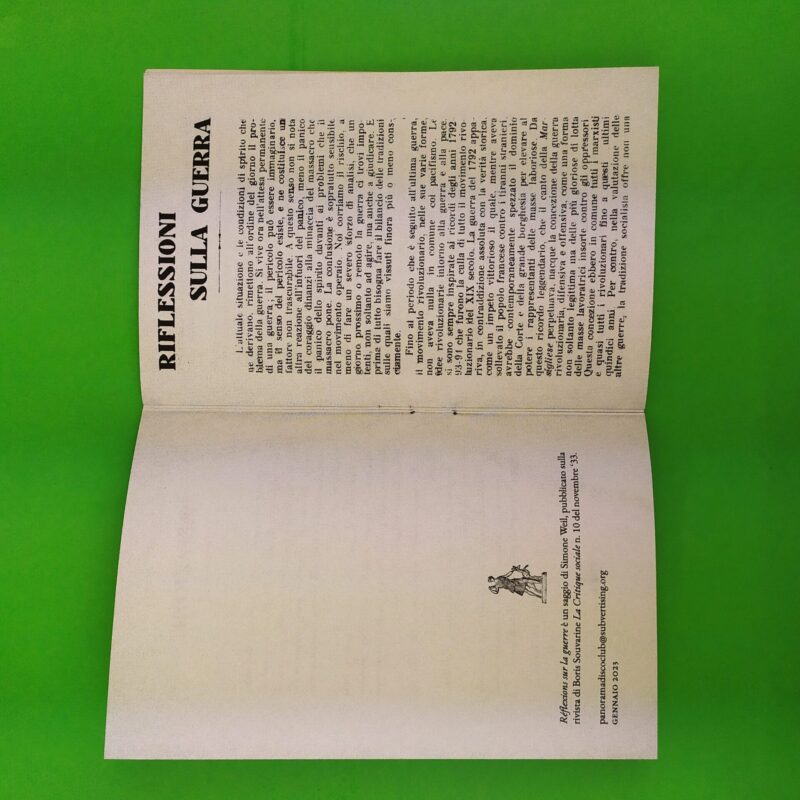 Réflexions sur la guerre è un saggio di Simone Weil, pubblicato sulla
rivista di Boris Souvarine La Critique sociale n. 10 del novembre '33.
panoramadiscoclub@subvertising.org
GENNAIO 2023
RIFLESSIONI
SULLA GUERRA
L'attuale situazione e le condizioni di spirito che
ne derivano, rimettono all'ordine del giorno il pro-
blema della guerra. Si vive ora nell'attesa permanente
di una guerra; il pericolo può essere immaginario,
ma il senso del pericolo esiste, e ne costituisce un
fattore non trascurabile. A questo senso non si nota
altra reazione all'infuori del panico, meno il panico
del coraggio dinanzi alla minaccia del massacro che
il panico dello spirito davanti ai problemi che il
massacro pone. La confusione è sopratutto sensibile
nel movimento operaio. Noi corriamo il rischio, a
meno di fare un severo sforzo di analisi, che un
giorno prossimo o remoto la guerra ci trovi impo-
tenti non soltanto ad agire, ma anche a giudicare. E
prima di tutto bisogna fare il bilancio delle tradizioni
sulle quali siamo vissuti finora più o meno cons-
ciamente.
Fino al periodo che è seguito all'ultima guerra,
il movimento rivoluzionario, nelle sue varie forme,
non aveva nulla in comune col pacifismo. Le
idee rivoluzionarie intorno alla guerra e alla pace
si sono sempre inspirate ai ricordi degli anni 1792
93-94 che furono la culla di tutto il movimento rivo-
luzionario del XIX secolo. La guerra del 1792 appa-
riva, in contraddizione assoluta con la verità storica,
come un impeto vittorioso il quale, mentre aveva
sollevato il popolo francese contro i tiranni stranieri
avrebbe contemporaneamente spezzato il dominio
della Corte e della grande borghesia per elevare al
potere i rappresentanti delle masse laboriose. Da
questo ricordo leggendario, che il canto della Mar-
sigliese perpetuava, nacque la concezione della guerra
rivoluzionaria, difensiva e offensiva, come una forma
non soltanto legittima ma delle più gloriose di lotta
delle masse lavoratrici insorte contro gli oppressori.
Questa concezione ebbero in comune tutti i marxisti
e quasi tutti i rivoluzionari fino questi ultimi
quindici anni. Per contro, nella valutazione delle
altre guerre, la tradizione socialista offre non una